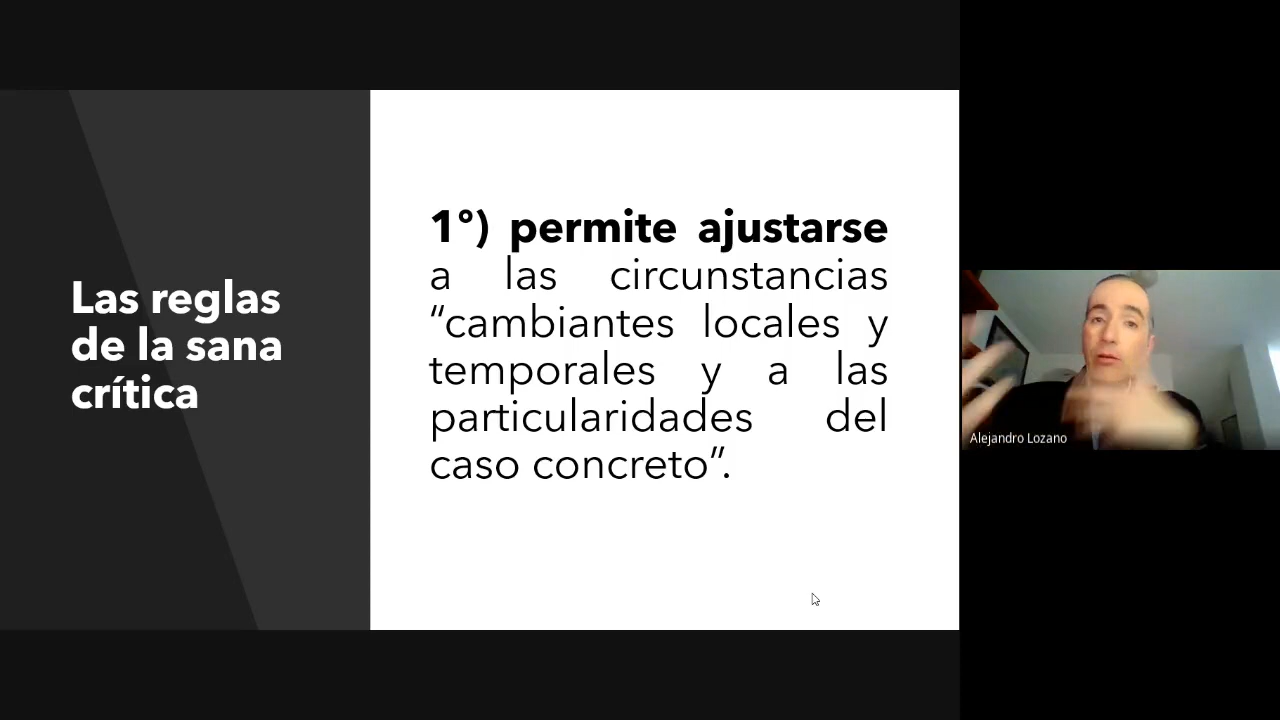 Las reglas
de la sana
crítica
1°) permite ajustarse
a las circunstancias
“cambiantes locales y
temporales y a las
particularidades del
caso concreto”.
Alejandro Lozano